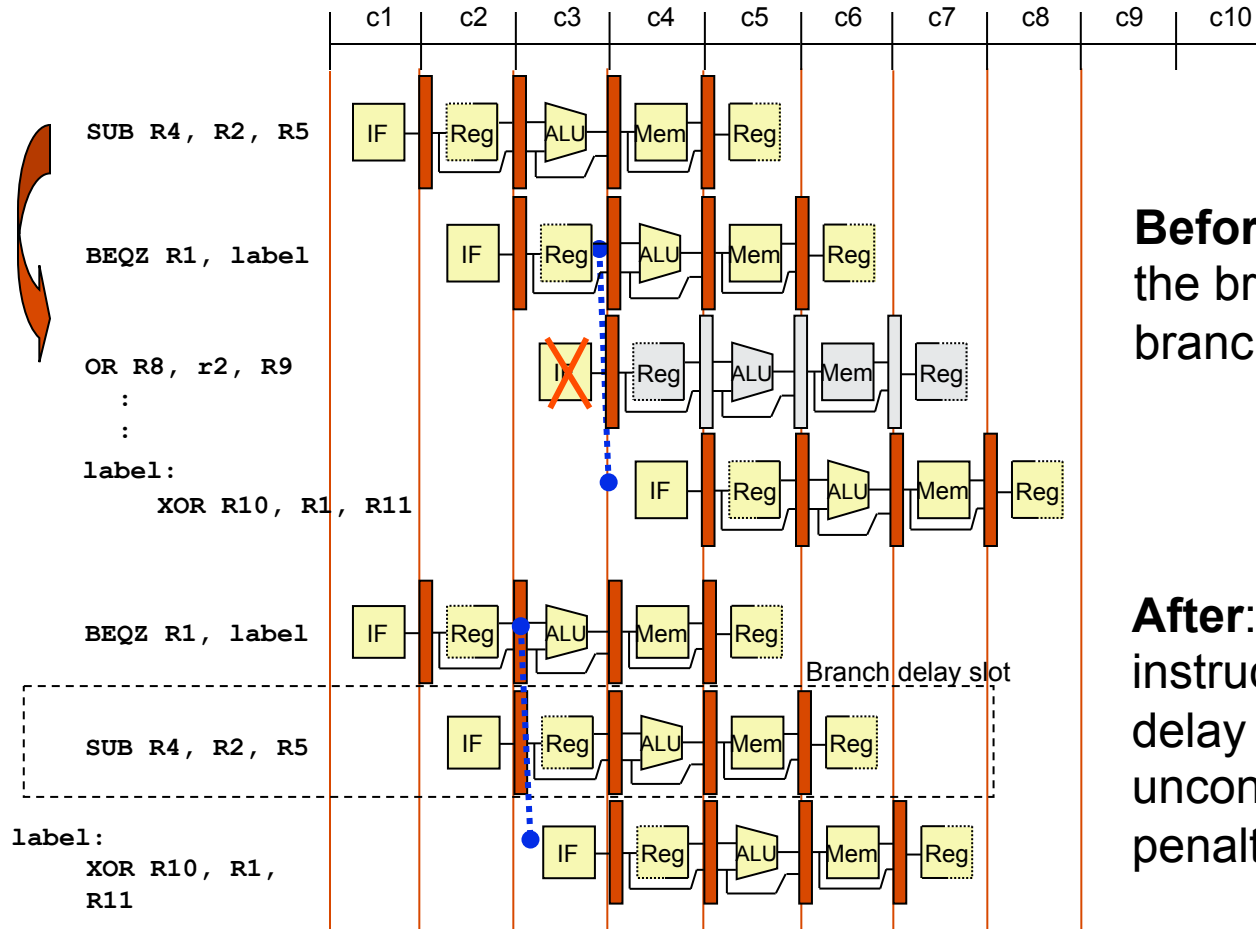 c1 c2 c3 c4 c5 c6 c7 c8 c9 c10
SUB R4, R2, R5 IF Reg ALU Mem Reg
BEQZ R1, label IF Reg ALU Mem Reg
OR R8, r2, R9 IF Reg ALU Mem Reg
:
:
label:
XOR R10, R1, R11 IF Reg ALU Mem Reg
BEQZ R1, label IF Reg ALU Mem Reg
Branch delay slot
SUB R4, R2, R5 IF Reg ALU Mem Reg
label:
XOR R10, R1, IF Reg ALU Mem Reg
R11
Befor
the br
branc
After:
instruc
delay
uncon
penalt